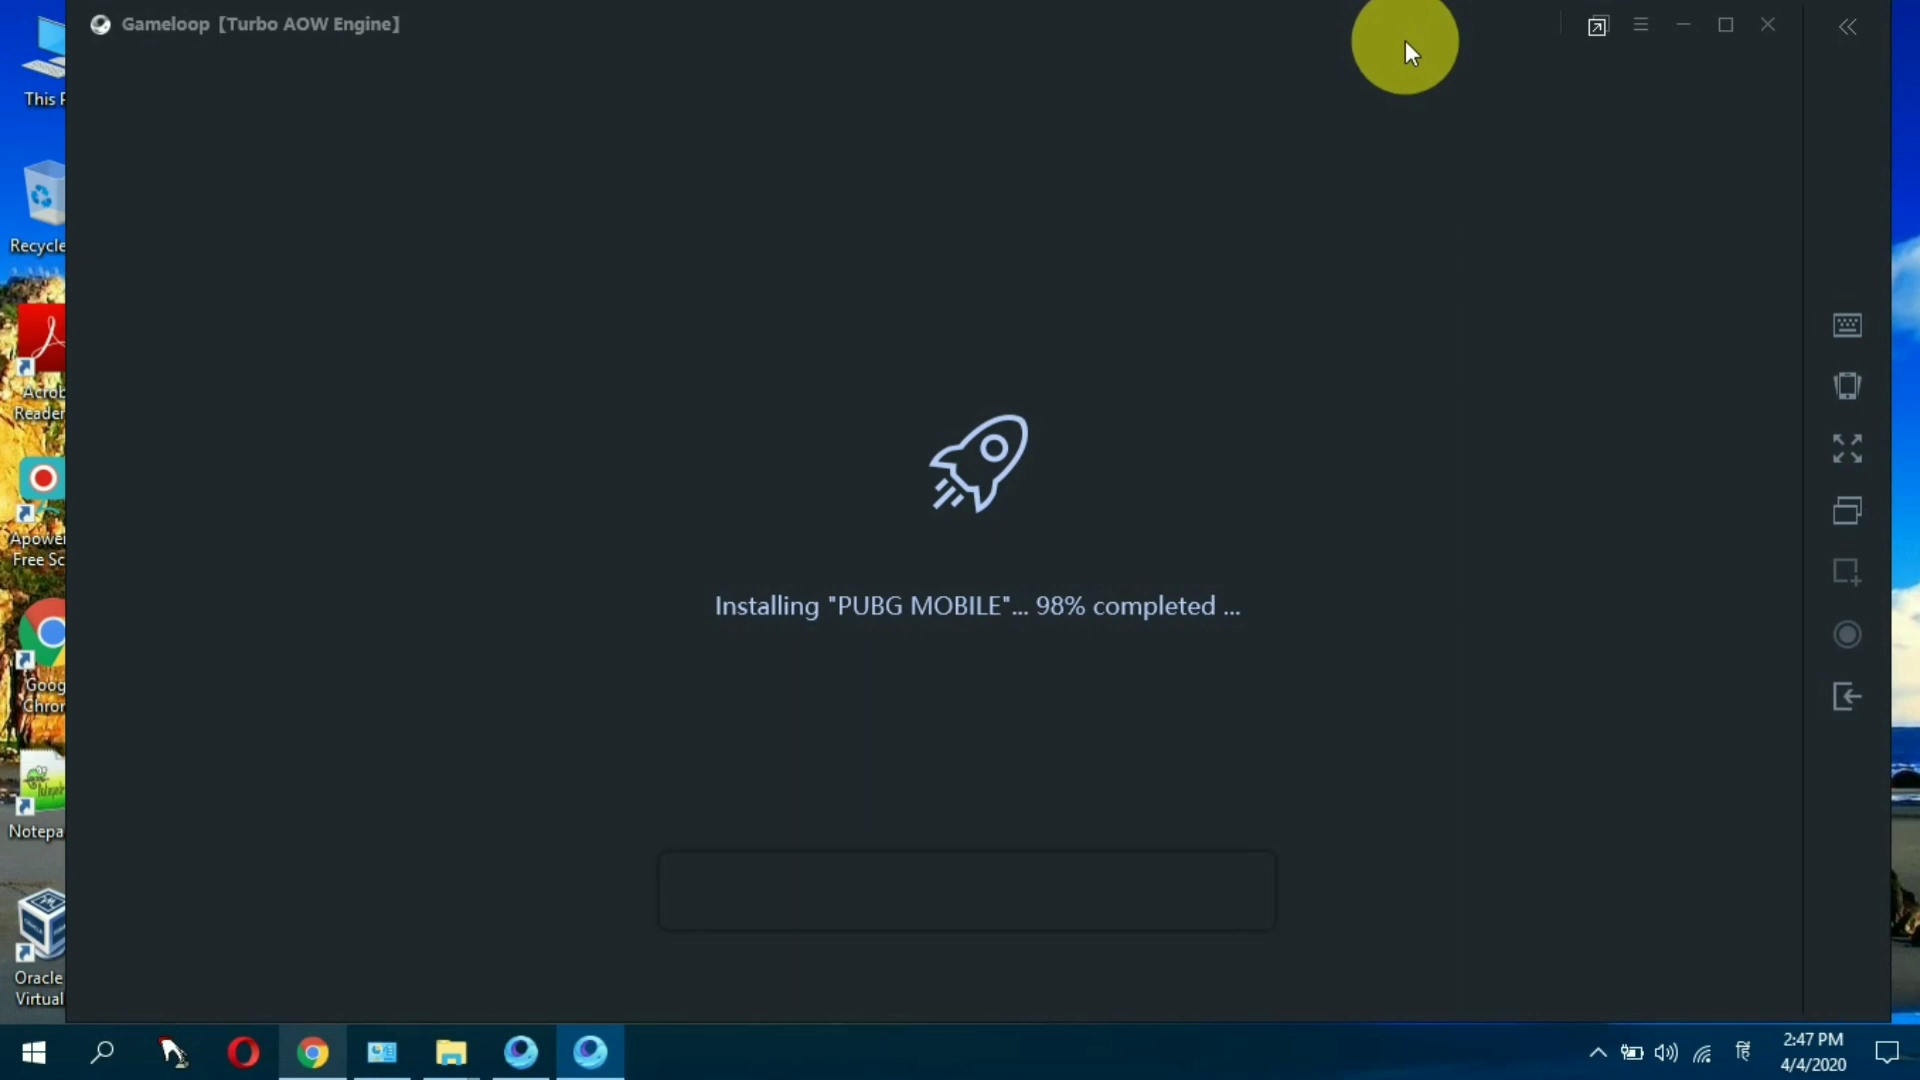 Gameloop【Turbo AOW Engine】
This P
Recycle
Acrob
Reader
Apower
Free Sc
Goog
Chror
Notepa
Oracle
Virtual
Installing "PUBG MOBILE"... 98% completed ...
हिं
2:47 PM
4/4/2020